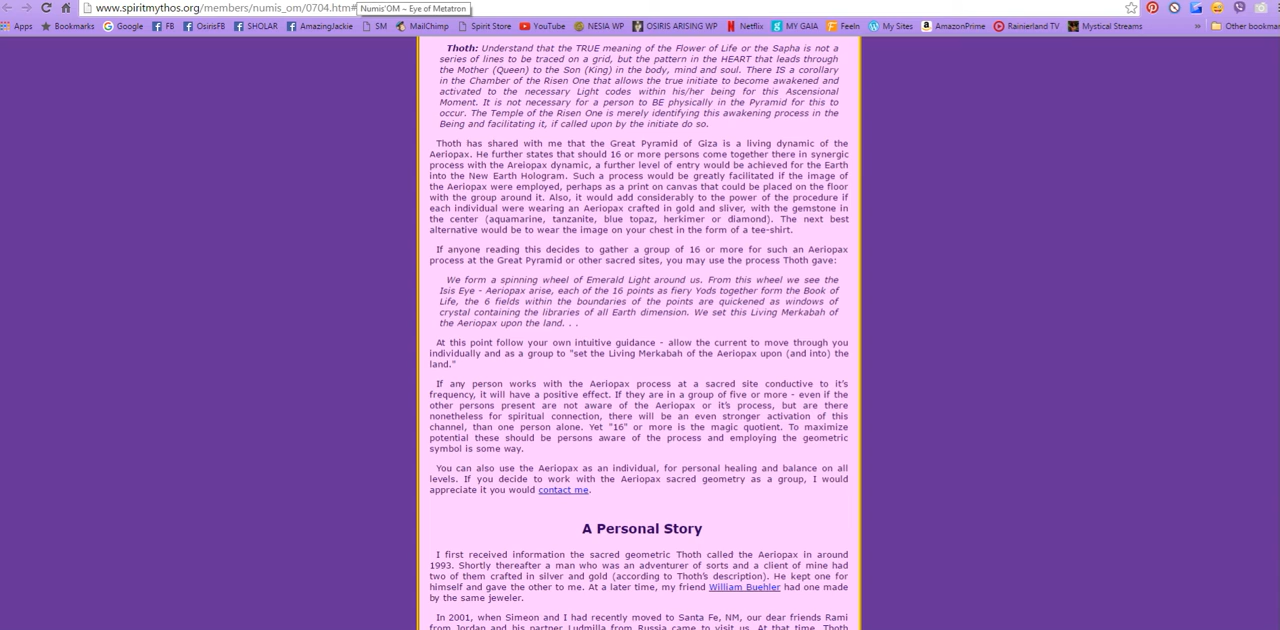 www.spiritmythos.org/members/numis_om/0704.htm#
Numis'OM ~ Eye of Metatron
Apps Bookmarks Google FB OsirisFB SHOLAR AmazingJackie SM MailChimp Spirit Store YouTube NESIA WP OSIRIS ARISING WP Netflix MY GAIA FeelIn My Sites AmazonPrime Rainierland TV Mystical Streams » Other bookmar
Thoth: Understand that the TRUE meaning of the Flower of Life or the Sapha is not a
series of lines to be traced on a grid, but the pattern in the HEART that leads through
the Mother (Queen) to the Son (King) in the body, mind and soul. There IS a corollary
in the Chamber of the Risen One that allows the true initiate to become awakened and
activated to the necessary Light codes within his/her being for this Ascensional
Moment. It is not necessary for a person to BE physically in the Pyramid for this to
occur. The Temple of the Risen One is merely identifying this awakening process in the
Being and facilitating it, if called upon by the initiate do so.
Thoth has shared with me that the Great Pyramid of Giza is a living dynamic of the
Aeriopax. He further states that should 16 or more persons come together there in synergic
process with the Areiopax dynamic, a further level of entry would be achieved for the Earth
into the New Earth Hologram. Such a process would be greatly facilitated if the image of
the Aeriopax were employed, perhaps as a print on canvas that could be placed on the floor
with the group around it. Also, it would add considerably to the power of the procedure if
each individual were wearing an Aeriopax crafted in gold and sliver, with the gemstone in
the center (aquamarine, tanzanite, blue topaz, herkimer or diamond). The next best
alternative would be to wear the image on your chest in the form of a tee-shirt.
If anyone reading this decides to gather a group of 16 or more for such an Aeriopax
process at the Great Pyramid or other sacred sites, you may use the process Thoth gave:
We form a spinning wheel of Emerald Light around us. From this wheel we see the
Isis Eye - Aeriopax arise, each of the 16 points as fiery Yods together form the Book of
Life, the 6 fields within the boundaries of the points are quickened as windows of
crystal containing the libraries of all Earth dimension. We set this Living Merkabah of
the Aeriopax upon the land. . .
At this point follow your own intuitive guidance - allow the current to move through you
individually and as a group to "set the Living Merkabah of the Aeriopax upon (and into) the
land."
If any person works with the Aeriopax process at a sacred site conductive to it's
frequency, it will have a positive effect. If they are in a group of five or more - even if the
other persons present are not aware of the Aeriopax or it's process, but are there
nonetheless for spiritual connection, there will be an even stronger activation of this
channel, than one person alone. Yet "16" or more is the magic quotient. To maximize
potential these should be persons aware of the process and employing the geometric
symbol is some way.
You can also use the Aeriopax as an individual, for personal healing and balance on all
levels. If you decide to work with the Aeriopax sacred geometry as a group, I would
appreciate it you would contact me.
A Personal Story
I first received information the sacred geometric Thoth called the Aeriopax in around
1993. Shortly thereafter a man who was an adventurer of sorts and a client of mine had
two of them crafted in silver and gold (according to Thoth's description). He kept one for
himself and gave the other to me. At a later time, my friend William Buehler had one made
by the same jeweler.
In 2001, when Simeon and I had recently moved to Santa Fe, NM, our dear friends Rami
from Jordan and his partner Ludmilla from Russia came to visit us. At that time, Thoth